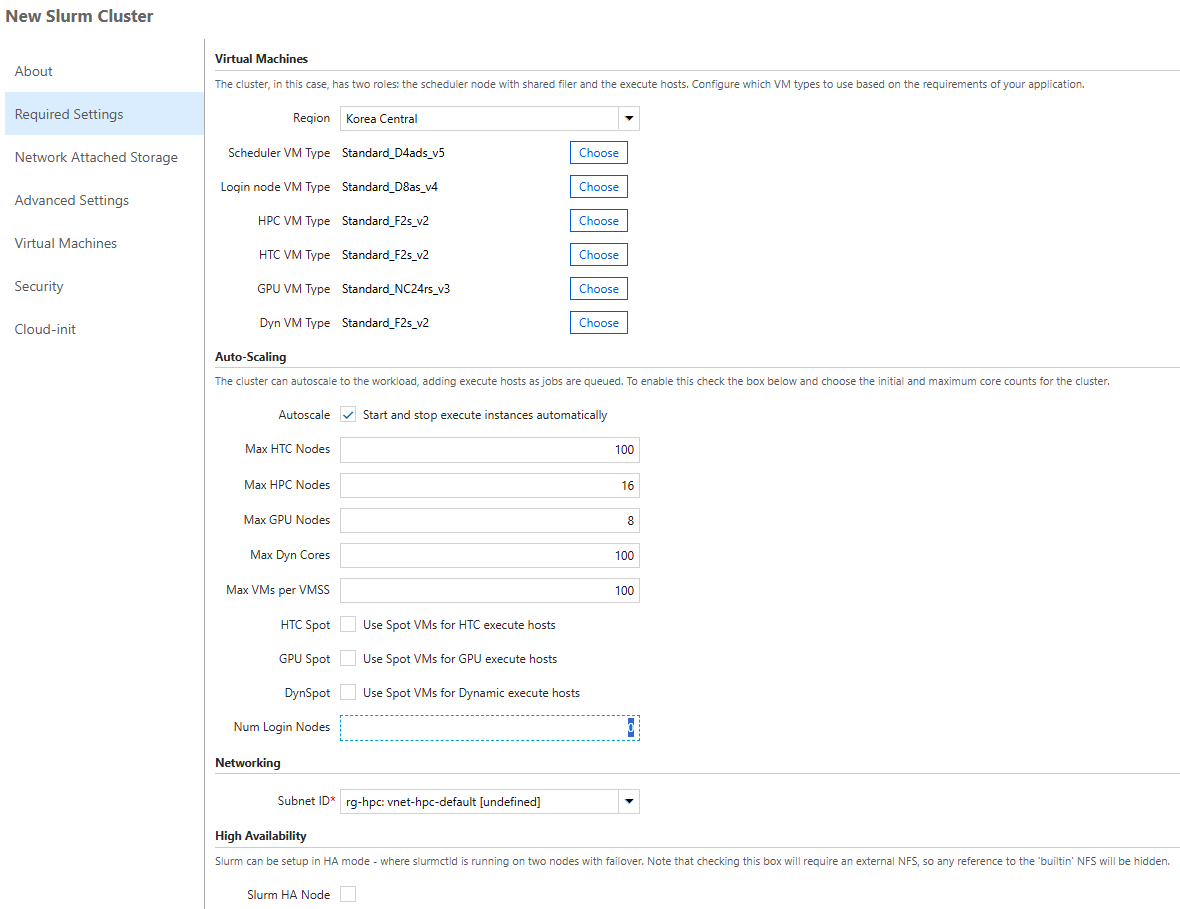 New Slurm Cluster
About
Required Settings
Network Attached Storage
Advanced Settings
Virtual Machines
Security
Cloud-init
Virtual Machines
The cluster, in this case, has two roles: the scheduler node with shared filer and the execute hosts. Configure which VM types to use based on the requirements of your application.
Region Korea Central
Scheduler VM Type Standard_D4ads_v5 Choose
Login node VM Type Standard_D8as_v4 Choose
HPC VM Type Standard_F2s_v2 Choose
HTC VM Type Standard_F2s_v2 Choose
GPU VM Type Standard_NC24rs_v3 Choose
Dyn VM Type Standard_F2s_v2 Choose
Auto-Scaling
The cluster can autoscale to the workload, adding execute hosts as jobs are queued. To enable this check the box below and choose the initial and maximum core counts for the cluster.
Autoscale Start and stop execute instances automatically
Max HTC Nodes 100
Max HPC Nodes 16
Max GPU Nodes 8
Max Dyn Cores 100
Max VMs per VMSS 100
HTC Spot Use Spot VMs for HTC execute hosts
GPU Spot Use Spot VMs for GPU execute hosts
DynSpot Use Spot VMs for Dynamic execute hosts
Num Login Nodes 0
Networking
Subnet ID* rg-hpc: vnet-hpc-default [undefined]
High Availability
Slurm can be setup in HA mode - where slurmctld is running on two nodes with failover. Note that checking this box will require an external NFS, so any reference to the 'builtin' NFS will be hidden.
Slurm HA Node